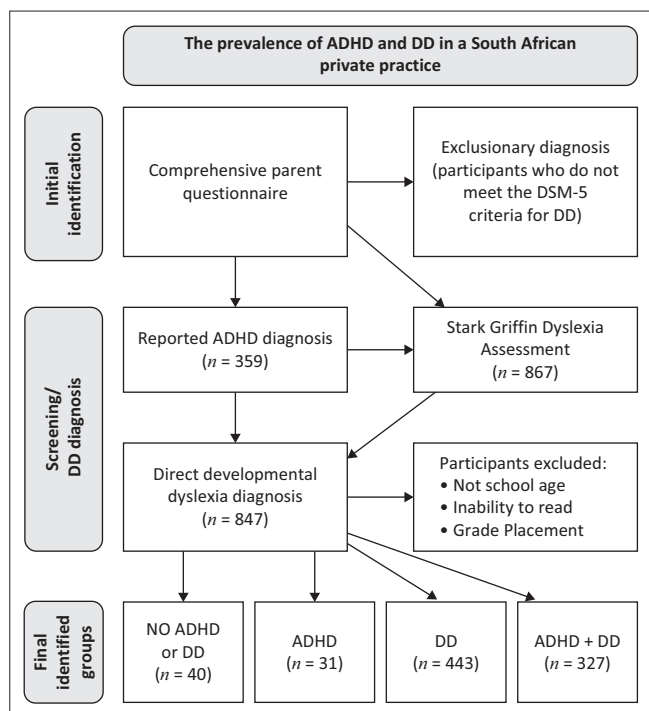 The prevalence of ADHD and DD in a South African
private practice
Initial
identification
Comprehensive parent
questionnaire
Exclusionary diagnosis
(participants who do not
meet the DSM-5
criteria for DD)
Screening/
DD diagnosis
Reported ADHD diagnosis
(n = 359)
Stark Griffin Dyslexia
Assessment
(n = 867)
Direct developmental
dyslexia diagnosis
(n = 847)
Participants excluded:
• Not school age
• Inability to read
• Grade Placement
Final
identified
groups
NO ADHD
or DD
(n = 40)
ADHD
(n = 31)
DD
(n = 443)
ADHD + DD
(n = 327)